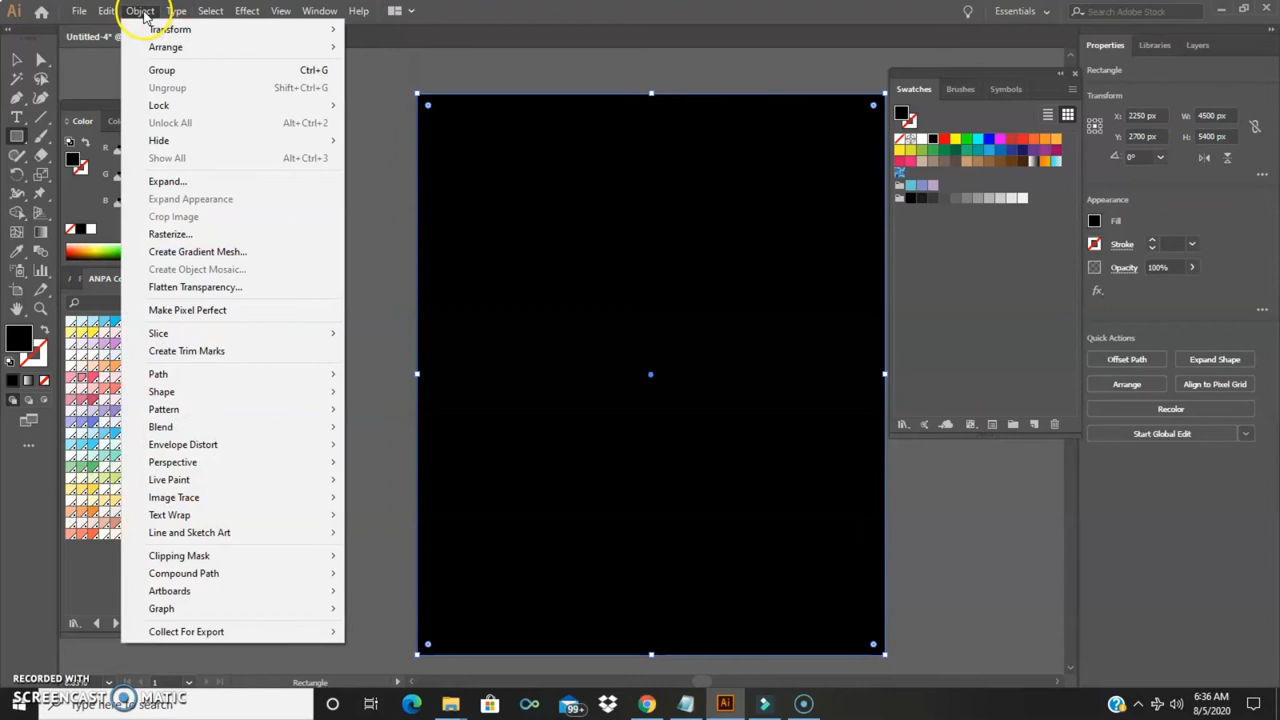 Ai File Edit Object Type Select Effect View Window Help Essentials Search Adobe Stock
Untitled-4* @
Transform
Arrange
Group Ctrl+G
Ungroup Shift+Ctrl+G
Lock
Unlock All Alt+Ctrl+2
Hide
Show All Alt+Ctrl+3
Expand...
Expand Appearance
Crop Image
Rasterize...
Create Gradient Mesh...
Create Object Mosaic...
Flatten Transparency...
Make Pixel Perfect
Slice
Create Trim Marks
Path
Shape
Pattern
Blend
Envelope Distort
Perspective
Live Paint
Image Trace
Text Wrap
Line and Sketch Art
Clipping Mask
Compound Path
Artboards
Graph
Collect For Export
Color Co
R
G
B
ANPA Co
Swatches Brushes Symbols
Properties Libraries Layers
Rectangle
Transform
X: 2250 px W: 4500 px
Y: 2700 px H: 5400 px
0°
Appearance
Fill
Stroke
Opacity 100%
fx.
Quick Actions
Offset Path Expand Shape
Arrange Align to Pixel Grid
Recolor
Start Global Edit
1 Rectangle
RECORDED WITH
SCREENCAST MATIC
Type here to search
99+
Ai
6:36 AM
8/5/2020